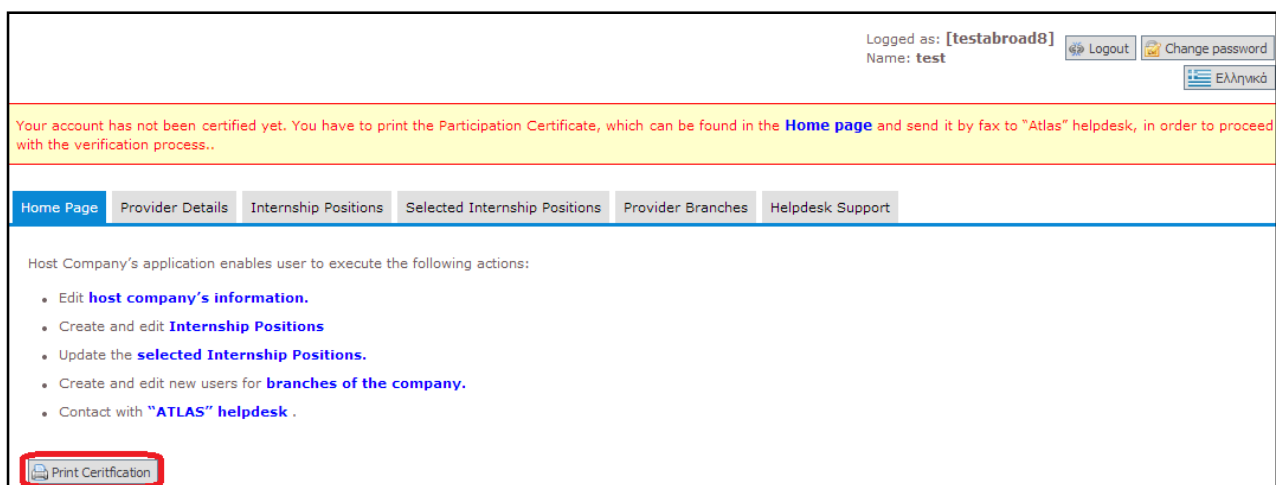 Logged as: [testabroad8]
Logout
Change password
Name: test
Ελληνικά
Your account has not been certified yet. You have to print the Participation Certificate, which can be found in the Home page and send it by fax to "Atlas" helpdesk, in order to proceed
with the verification process..
Home Page
Provider Details
Internship Positions
Selected Internship Positions
Provider Branches
Helpdesk Support
Host Company's application enables user to execute the following actions:
• Edit host company's information.
• Create and edit Internship Positions
• Update the selected Internship Positions.
• Create and edit new users for branches of the company.
• Contact with "ATLAS" helpdesk .
Print Ceritfication